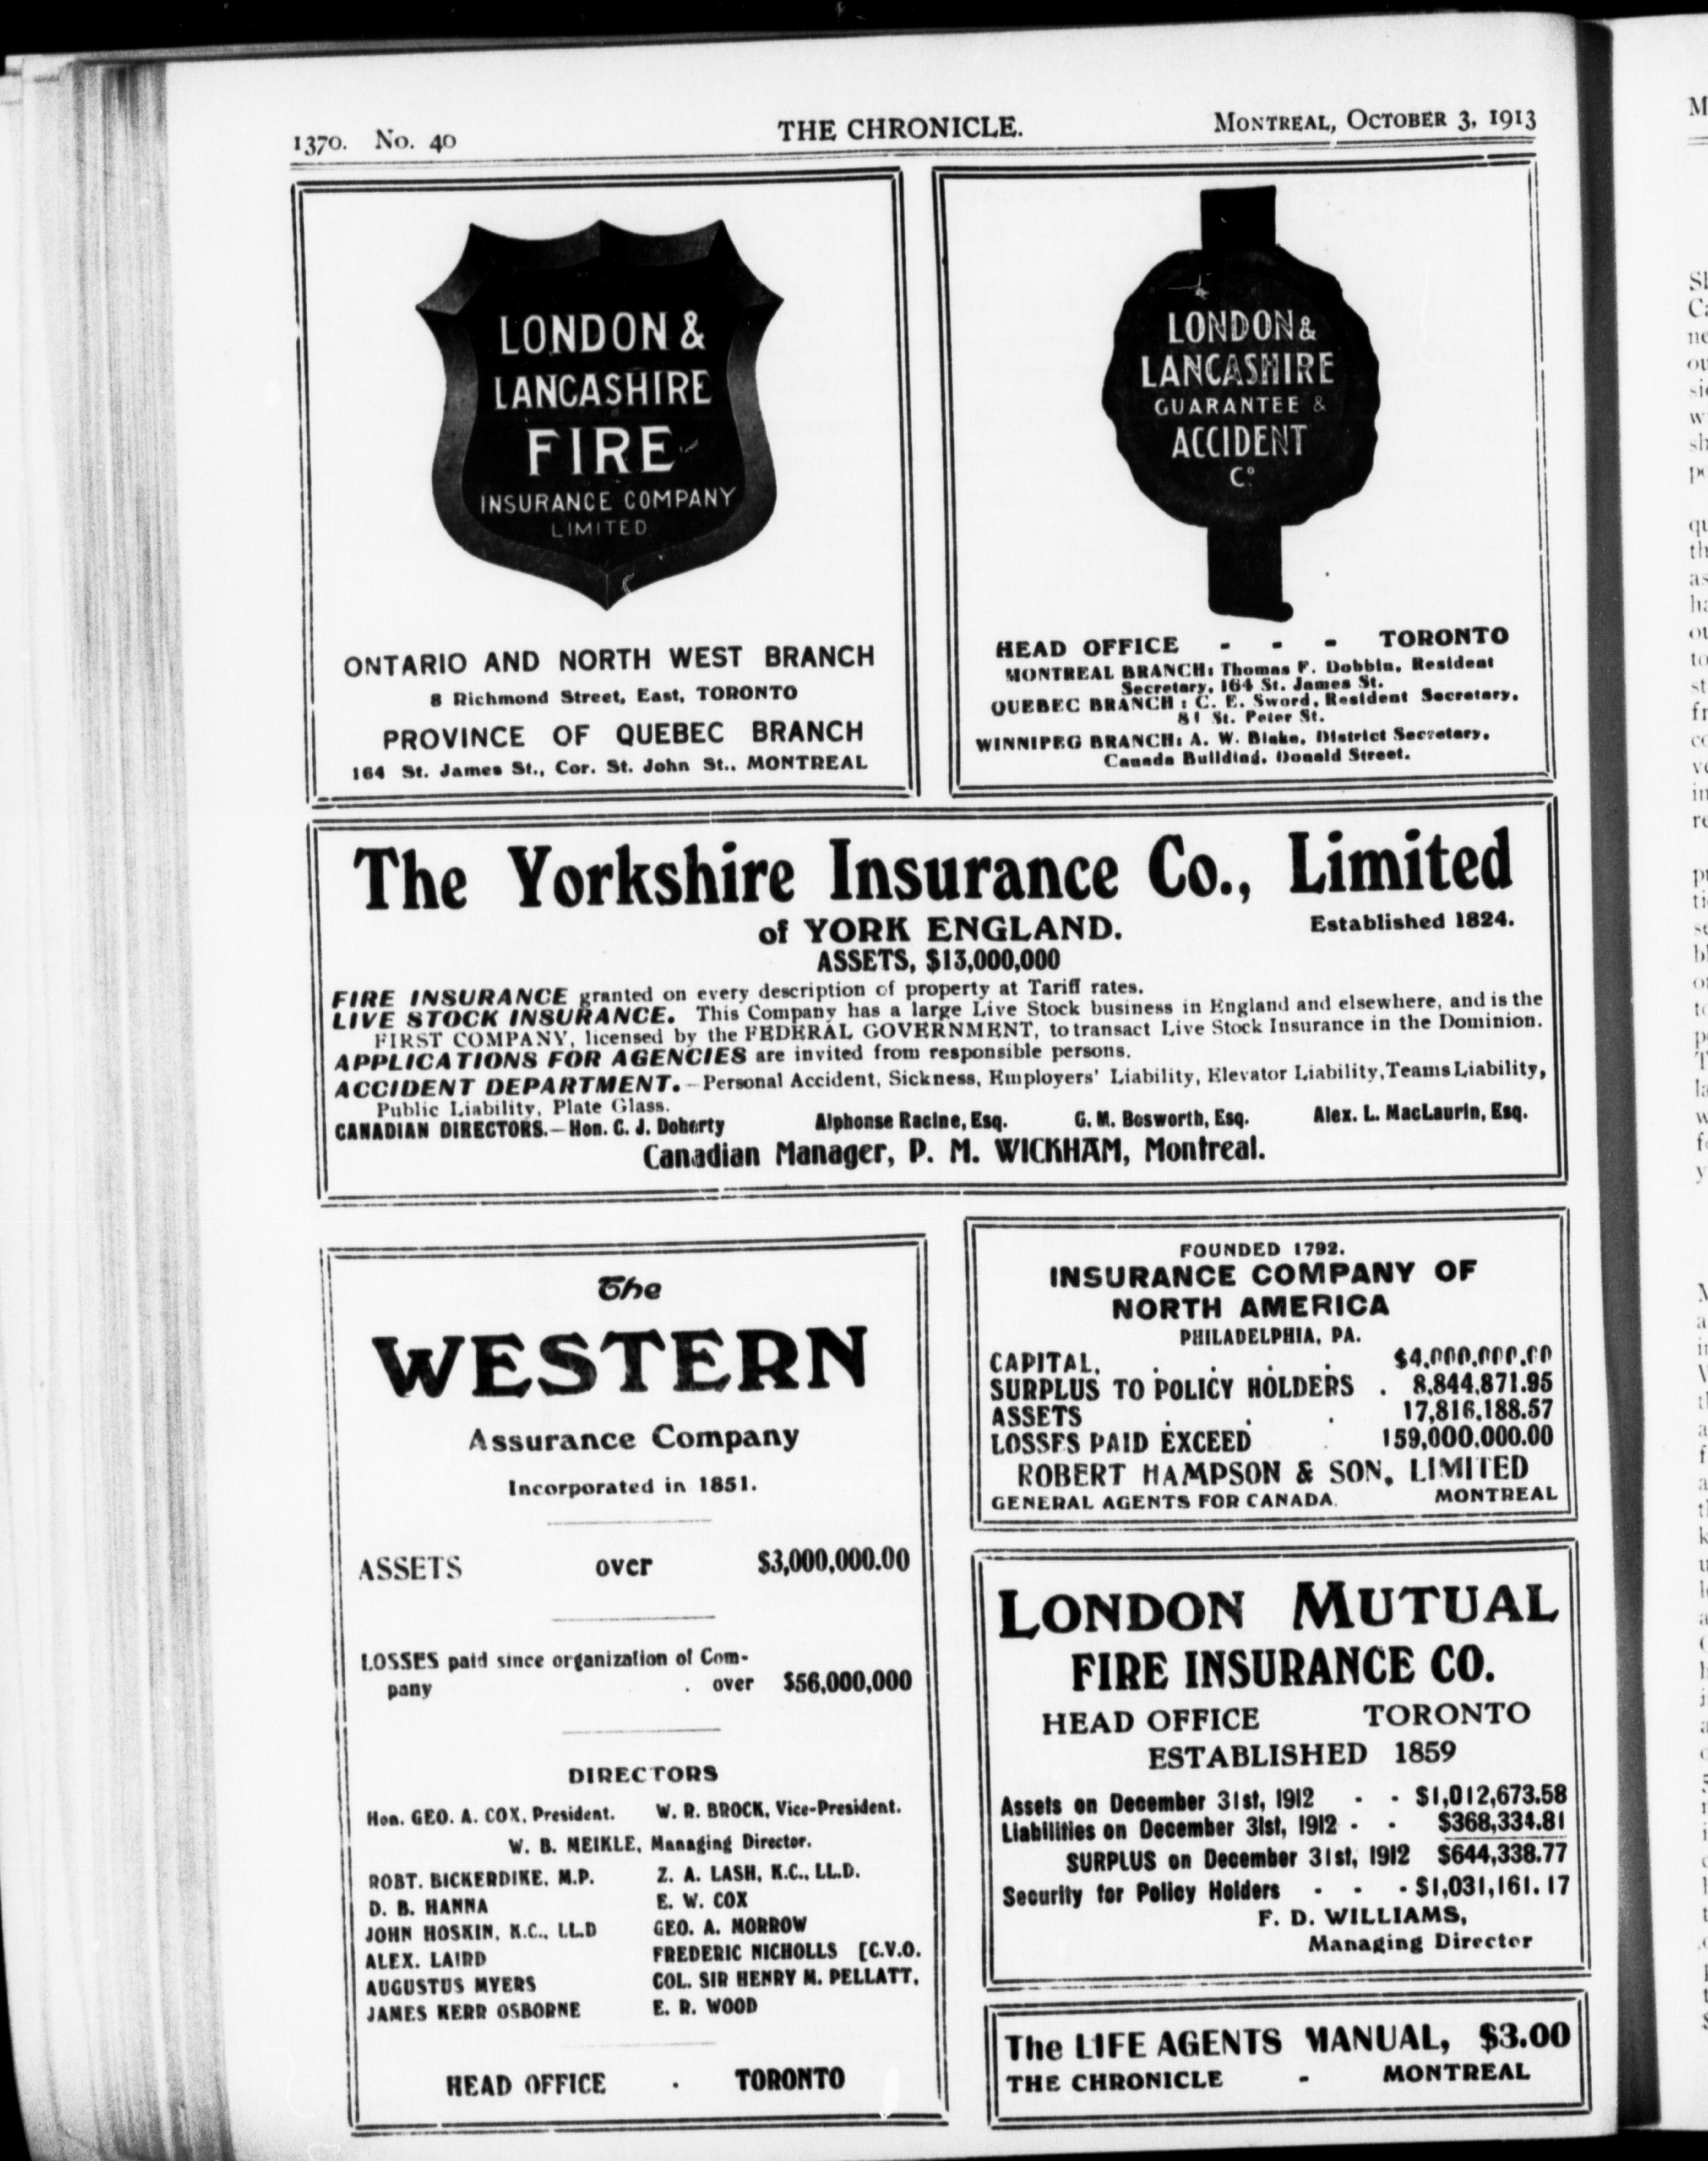 1370. No. 40 THE CHRONICLE. MONTREAL, OCTOBER 3, 1913
LONDON &
LANCASHIRE
FIRE
INSURANCE COMPANY
LIMITED
ONTARIO AND NORTH WEST BRANCH
8 Richmond Street, East, TORONTO
PROVINCE OF QUEBEC BRANCH
164 St. James St., Cor. St. John St., MONTREAL
LONDON &
LANCASHIRE
GUARANTEE &
ACCIDENT
Co
HEAD OFFICE - - - TORONTO
MONTREAL BRANCH: Thomas F. Dobbin, Resident
Secretary, 164 St. James St.
QUEBEC BRANCH: C. E. Sword, Resident Secretary,
81 St. Peter St.
WINNIPEG BRANCH: A. W. Blake, District Secretary,
Canada Building, Donald Street.
The Yorkshire Insurance Co., Limited
of YORK ENGLAND. Established 1824.
ASSETS, $13,000,000
FIRE INSURANCE granted on every description of property at Tariff rates.
LIVE STOCK INSURANCE. This Company has a large Live Stock business in England and elsewhere, and is the
FIRST COMPANY, licensed by the FEDERAL GOVERNMENT, to transact Live Stock Insurance in the Dominion.
APPLICATIONS FOR AGENCIES are invited from responsible persons.
ACCIDENT DEPARTMENT.—Personal Accident, Sickness, Employers' Liability, Elevator Liability, Teams Liability,
Public Liability, Plate Glass.
CANADIAN DIRECTORS.—Hon. C. J. Doherty Alphonse Racine, Esq. G. M. Bosworth, Esq. Alex. L. MacLaurin, Esq.
Canadian Manager, P. M. WICKHAM, Montreal.
The
WESTERN
Assurance Company
Incorporated in 1851.
ASSETS over $3,000,000.00
LOSSES paid since organization of Com-
pany . over $56,000,000
DIRECTORS
Hon. GEO. A. COX, President. W. R. BROCK, Vice-President.
W. B. MEIKLE, Managing Director.
ROBT. BICKERDIKE, M.P. Z. A. LASH, K.C., LL.D.
D. B. HANNA E. W. COX
JOHN HOSKIN, K.C., LL.D GEO. A. MORROW
ALEX. LAIRD FREDERIC NICHOLLS [C.V.O.
AUGUSTUS MYERS COL. SIR HENRY M. PELLATT,
JAMES KERR OSBORNE E. R. WOOD
HEAD OFFICE . TORONTO
FOUNDED 1792.
INSURANCE COMPANY OF
NORTH AMERICA
PHILADELPHIA, PA.
CAPITAL, . . . . $4,000,000.00
SURPLUS TO POLICY HOLDERS . 8,844,871.95
ASSETS . . . 17,816,188.57
LOSSES PAID EXCEED . 159,000,000.00
ROBERT HAMPSON & SON, LIMITED
GENERAL AGENTS FOR CANADA. MONTREAL
LONDON MUTUAL
FIRE INSURANCE CO.
HEAD OFFICE TORONTO
ESTABLISHED 1859
Assets on December 31st, 1912 - - $1,012,673.58
Liabilities on December 31st, 1912 - - $368,334.81
SURPLUS on December 31st, 1912 $644,338.77
Security for Policy Holders - - - $1,031,161.17
F. D. WILLIAMS,
Managing Director
The LIFE AGENTS MANUAL, $3.00
THE CHRONICLE - MONTREAL